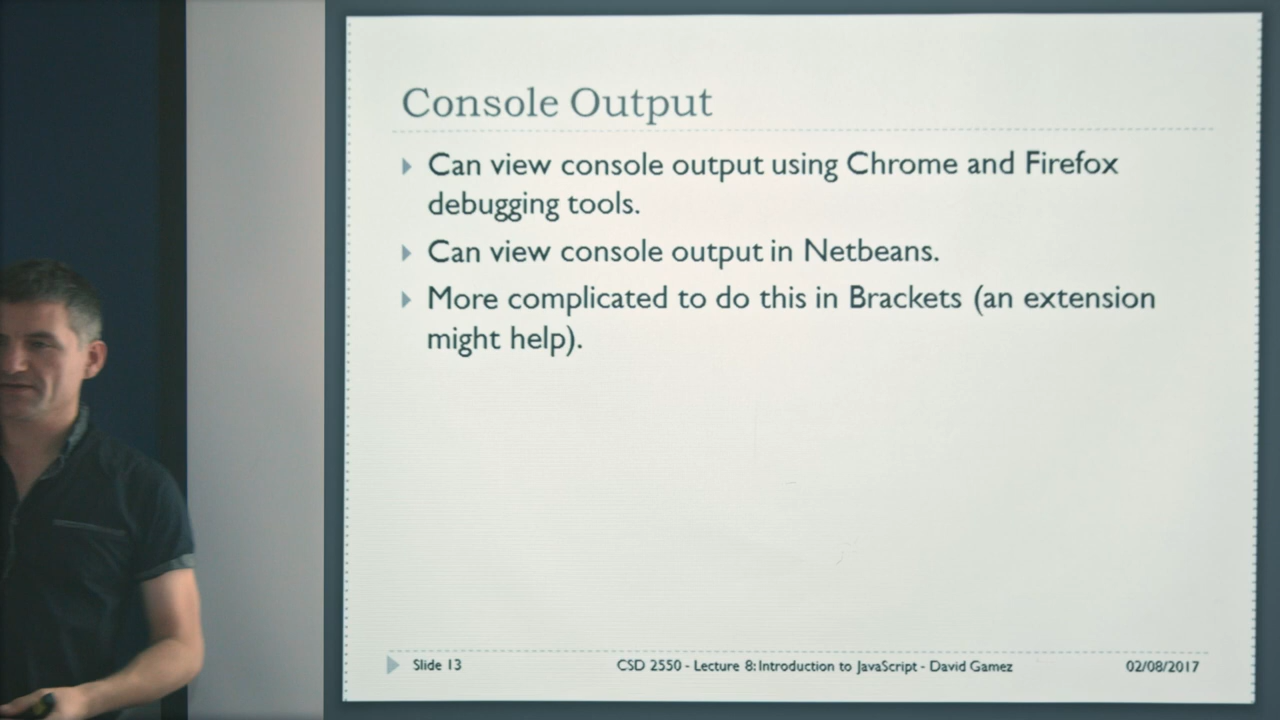 Console Output
Can view console output using Chrome and Firefox
debugging tools.
Can view console output in Netbeans.
More complicated to do this in Brackets (an extension
might help).
Slide 13
CSD 2550 - Lecture 8: Introduction to JavaScript - David Gamez
02/08/2017